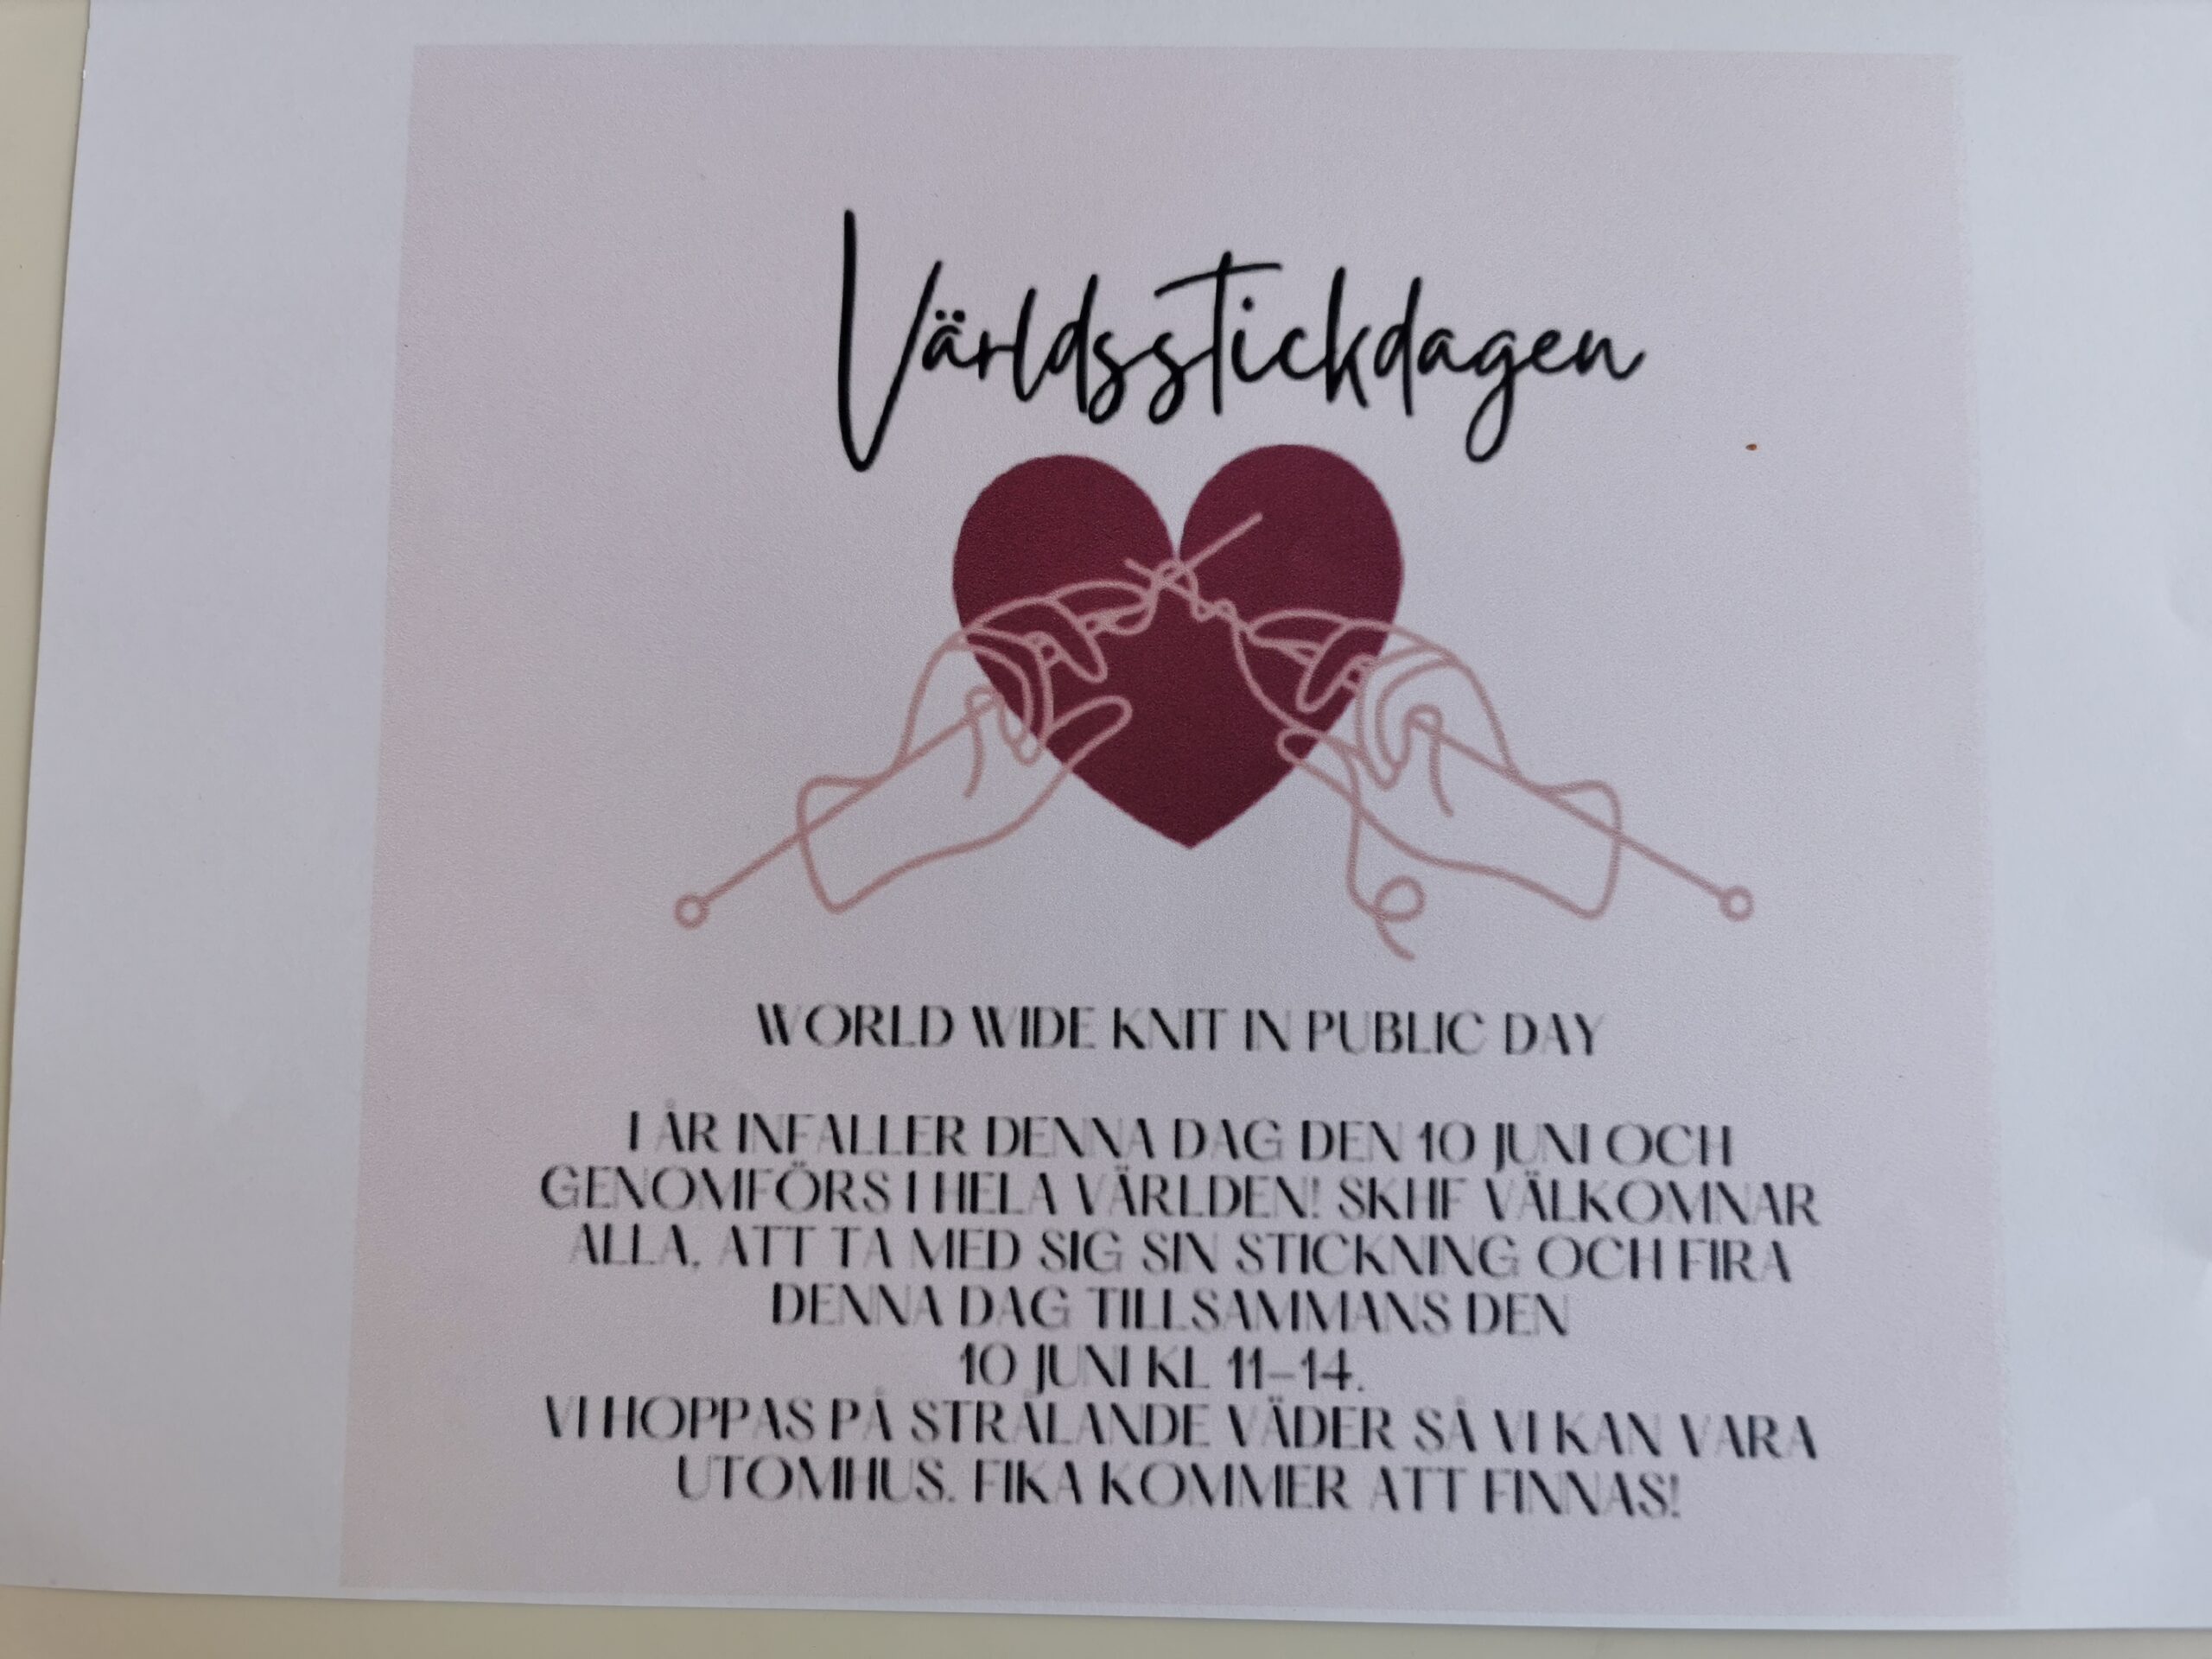 Världsstickdagen
WORLD WIDE KNIT IN PUBLIC DAY
I ÅR INFALLER DENNA DAG DEN 10 JUNI OCH
GENOMFÖRS I HELA VÄRLDEN! SKHF VÄLKOMNAR
ALLA, ATT TA MED SIG SIN STICKNING OCH FIRA
DENNA DAG TILLSAMMANS DEN
10 JUNI KL 11-14.
VI HOPPAS PÅ STRÅLANDE VÄDER SÅ VI KAN VARA
UTOMHUS. FIKA KOMMER ATT FINNAS!